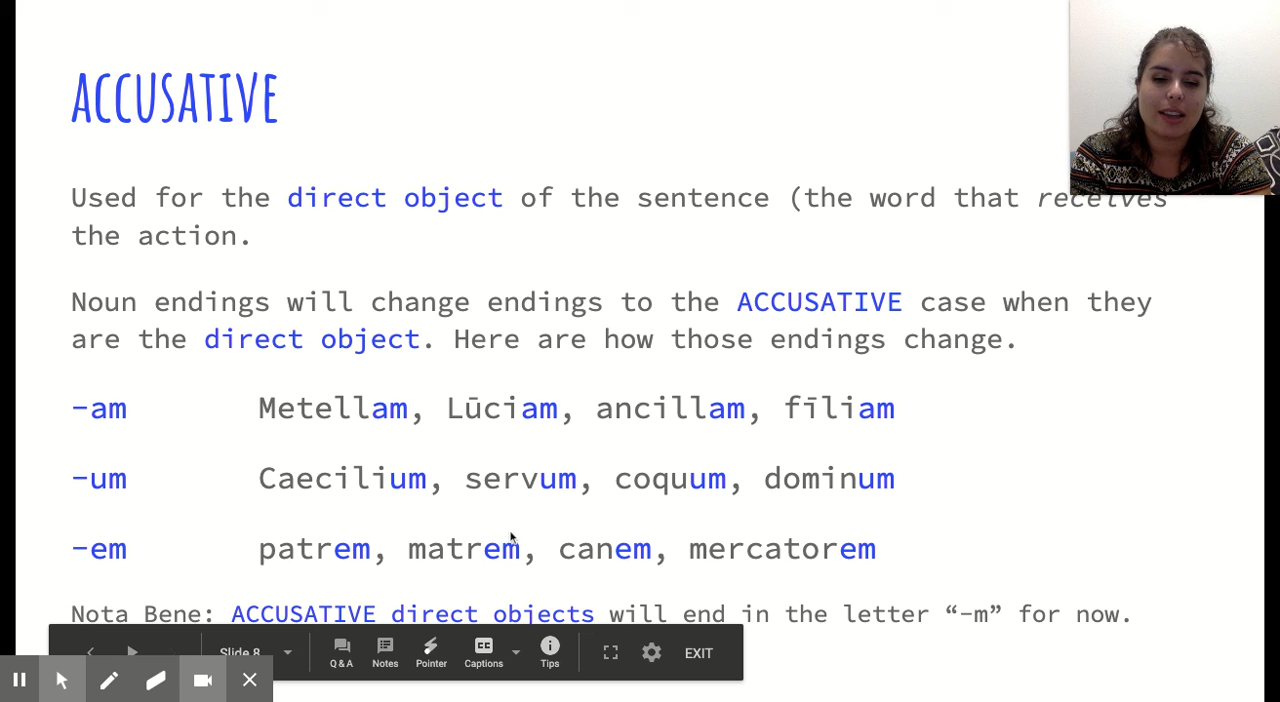 ACCUSATIVE
Used for the direct object of the sentence (the word that receives
the action.
Noun endings will change endings to the ACCUSATIVE case when they
are the direct object. Here are how those endings change.
-am Metellam, Lūciam, ancillam, fīliam
-um Caecilium, servum, coquum, dominum
-em patrem, matrem, canem, mercatorem
Nota Bene: ACCUSATIVE direct objects will end in the letter “-m” for now.
Slide 8 Q&A Notes Pointer CC Captions Tips EXIT